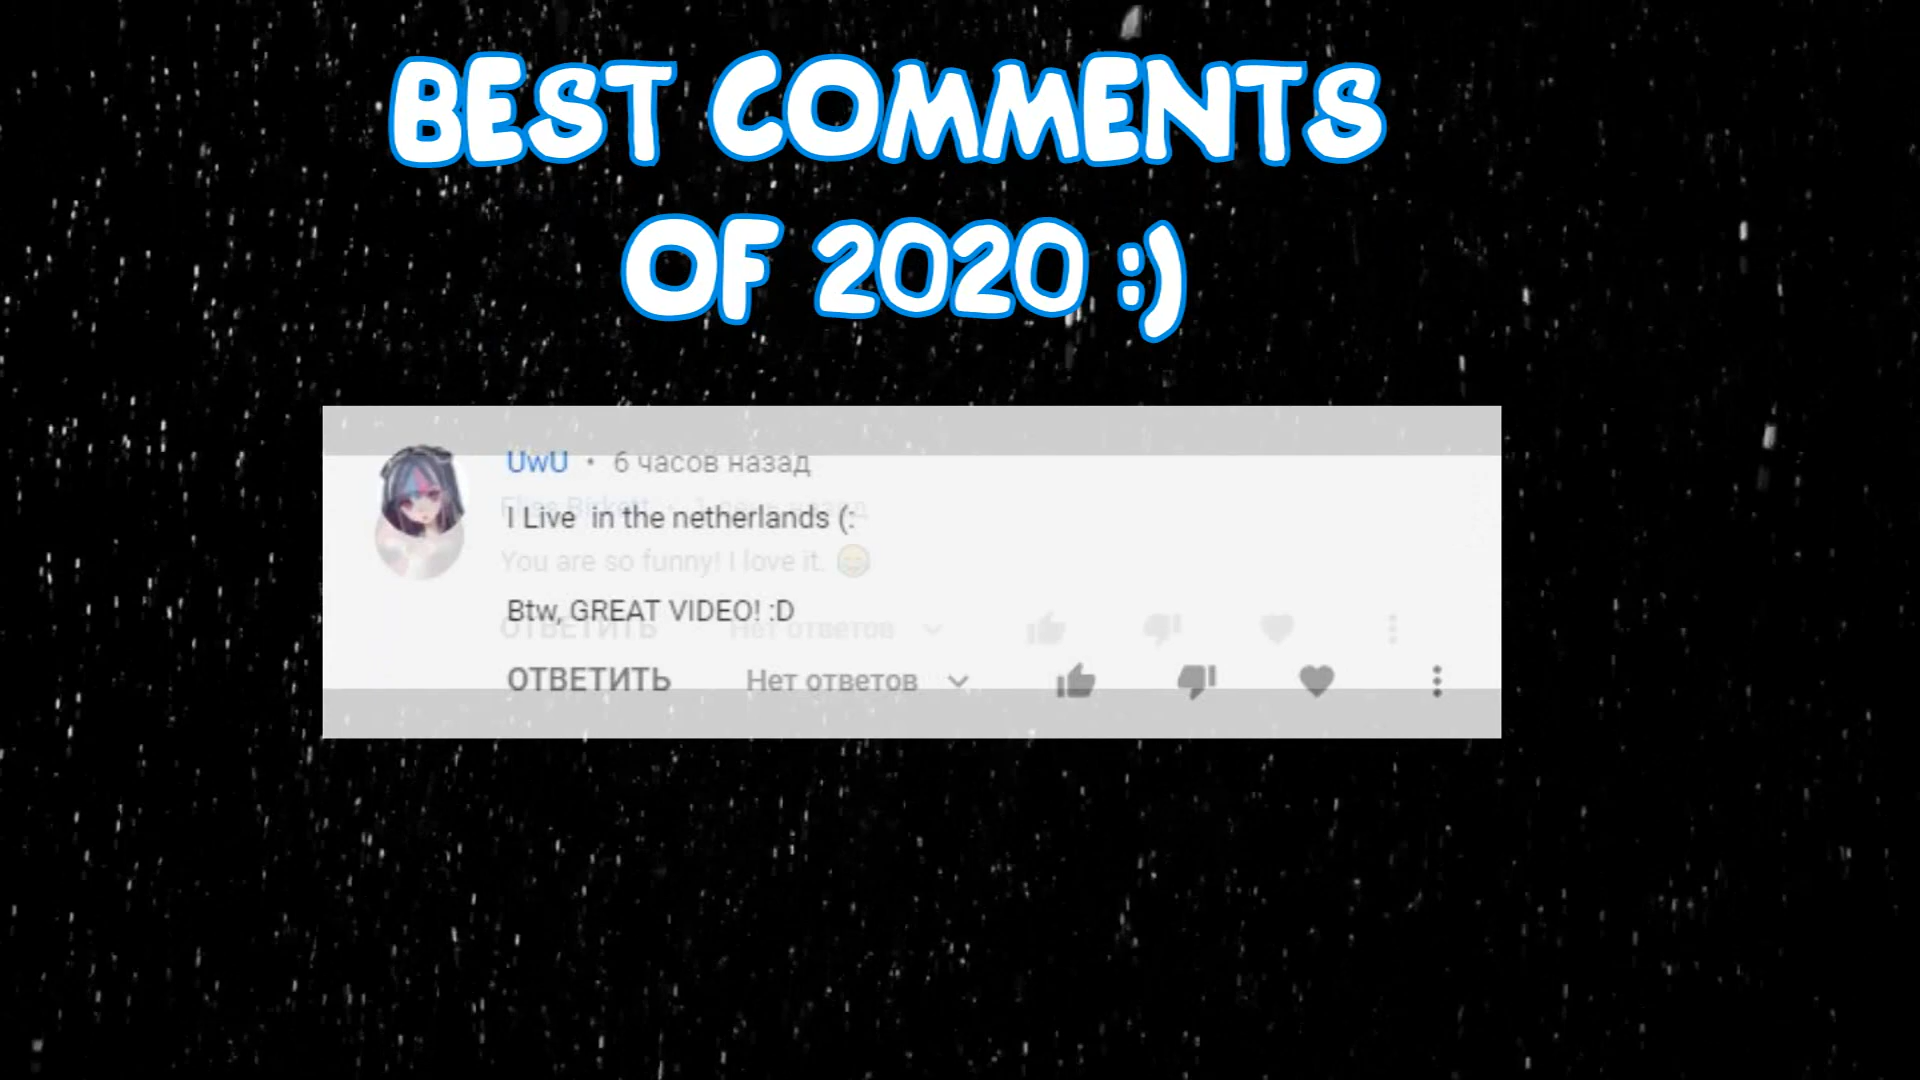 BEST COMMENTS
OF 2020 :)
UwU • 6 часов назад
I Live in the netherlands (:
You are so funny! I love it. 😄
Btw, GREAT VIDEO! :D
ОТВЕТИТЬ Нет ответов
ОТВЕТИТЬ Нет ответов